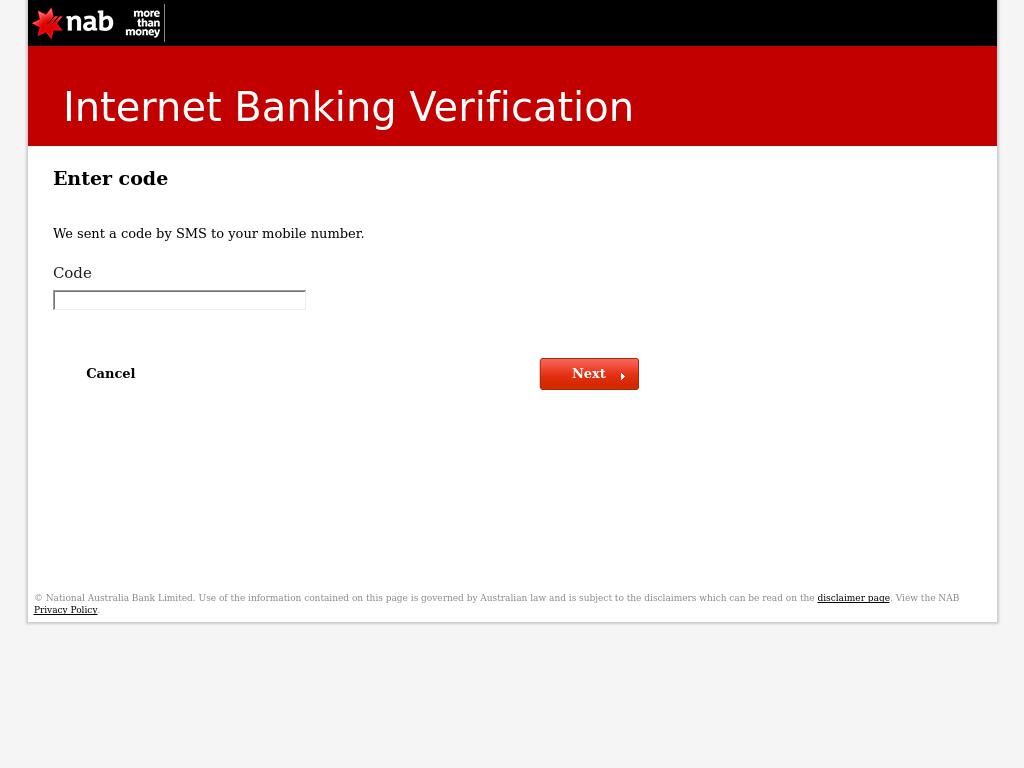 nab
more
than
money
Internet Banking Verification
Enter code
We sent a code by SMS to your mobile number.
Code
Cancel
Next
© National Australia Bank Limited. Use of the information contained on this page is governed by Australian law and is subject to the disclaimers which can be read on the disclaimer page. View the NAB
Privacy Policy.